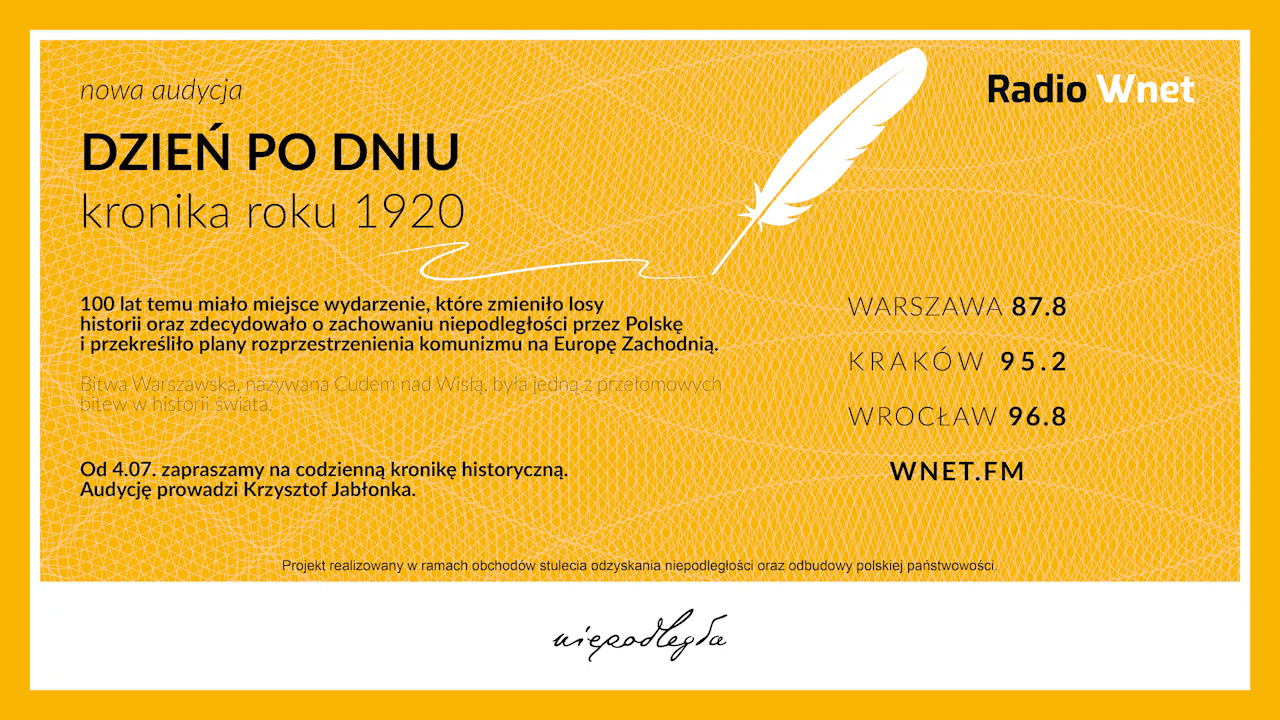 nowa audycja
Radio Wnet
DZIEŃ PO DNIU
kronika roku 1920
100 lat temu miało miejsce wydarzenie, które zmieniło losy
historii oraz zdecydowało o zachowaniu niepodległości przez Polskę
i przekreśliło plany rozprzestrzenienia komunizmu na Europę Zachodnią.
Bitwa Warszawska, nazywana Cudem nad Wisłą, była jedną z przełomowych
bitew w historii świata.
Od 4.07. zapraszamy na codzienną kronikę historyczną.
Audycję prowadzi Krzysztof Jabłonka.
WARSZAWA 87.8
KRAKÓW 95.2
WROCŁAW 96.8
WNET.FM
Projekt realizowany w ramach obchodów stulecia odzyskania niepodległości oraz odbudowy polskiej państwowości.
niepodległa